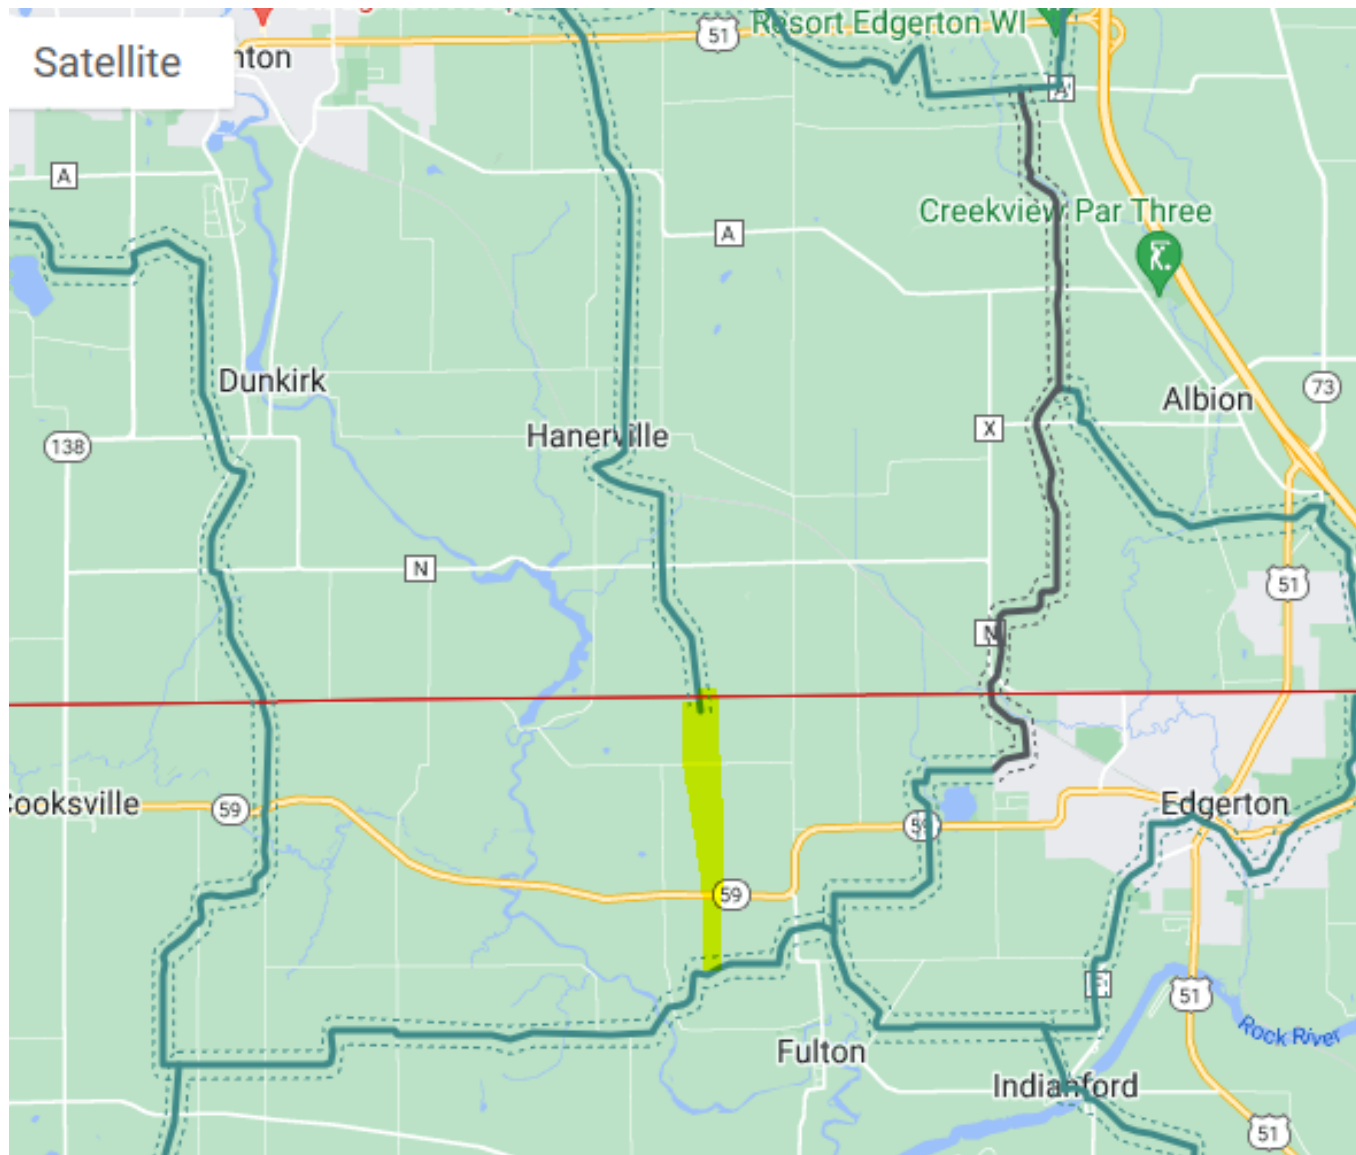 51
Resort Edgerton WI
Satellite
nton
A
A
Creekview Par Three
A
Dunkirk
73
Albion
X
Hanerville
138
N
51
N
Cooksville
59
Edgerton
59
59
51
Rock River
Fulton
Indianford
51